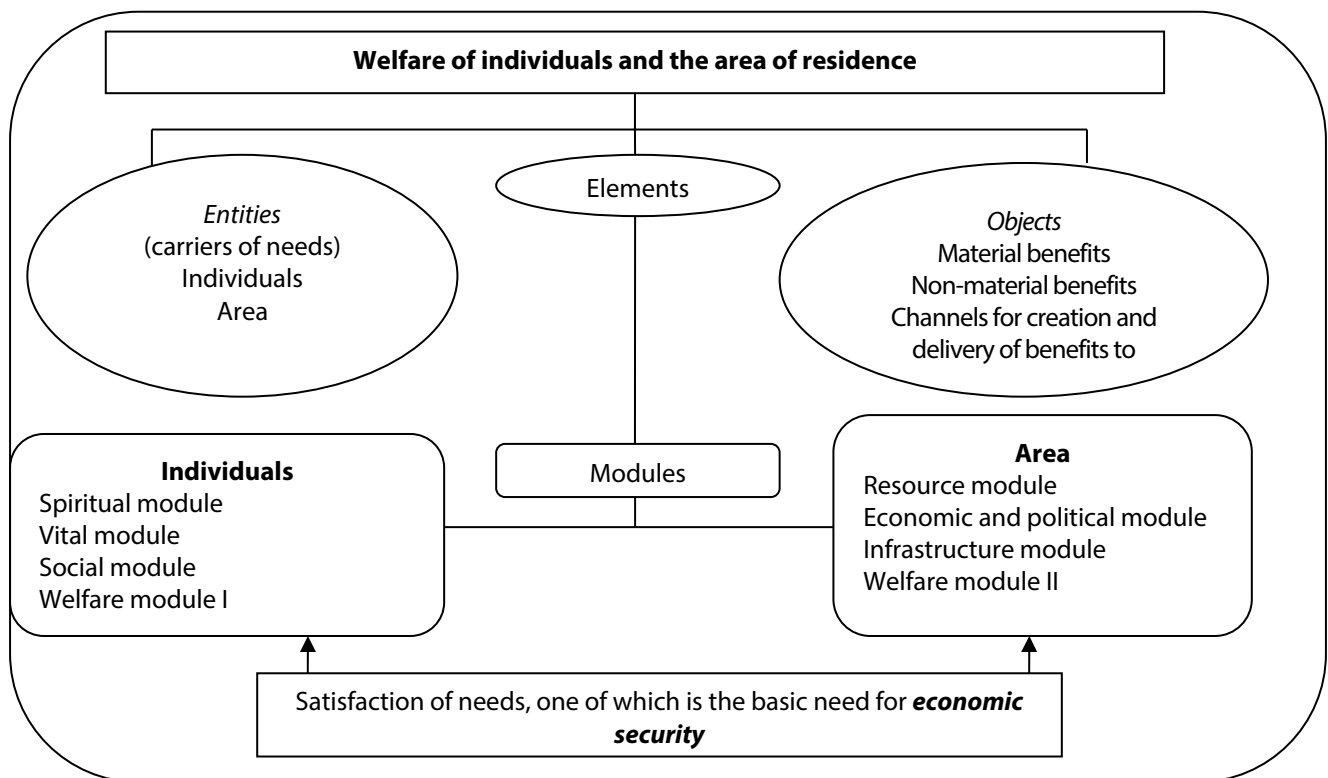 Welfare of individuals and the area of residence
Entities
(carriers of needs)
Individuals
Area
Elements
Objects
Material benefits
Non-material benefits
Channels for creation and
delivery of benefits to
Individuals
Spiritual module
Vital module
Social module
Welfare module I
Modules
Area
Resource module
Economic and political module
Infrastructure module
Welfare module II
Satisfaction of needs, one of which is the basic need for economic
security